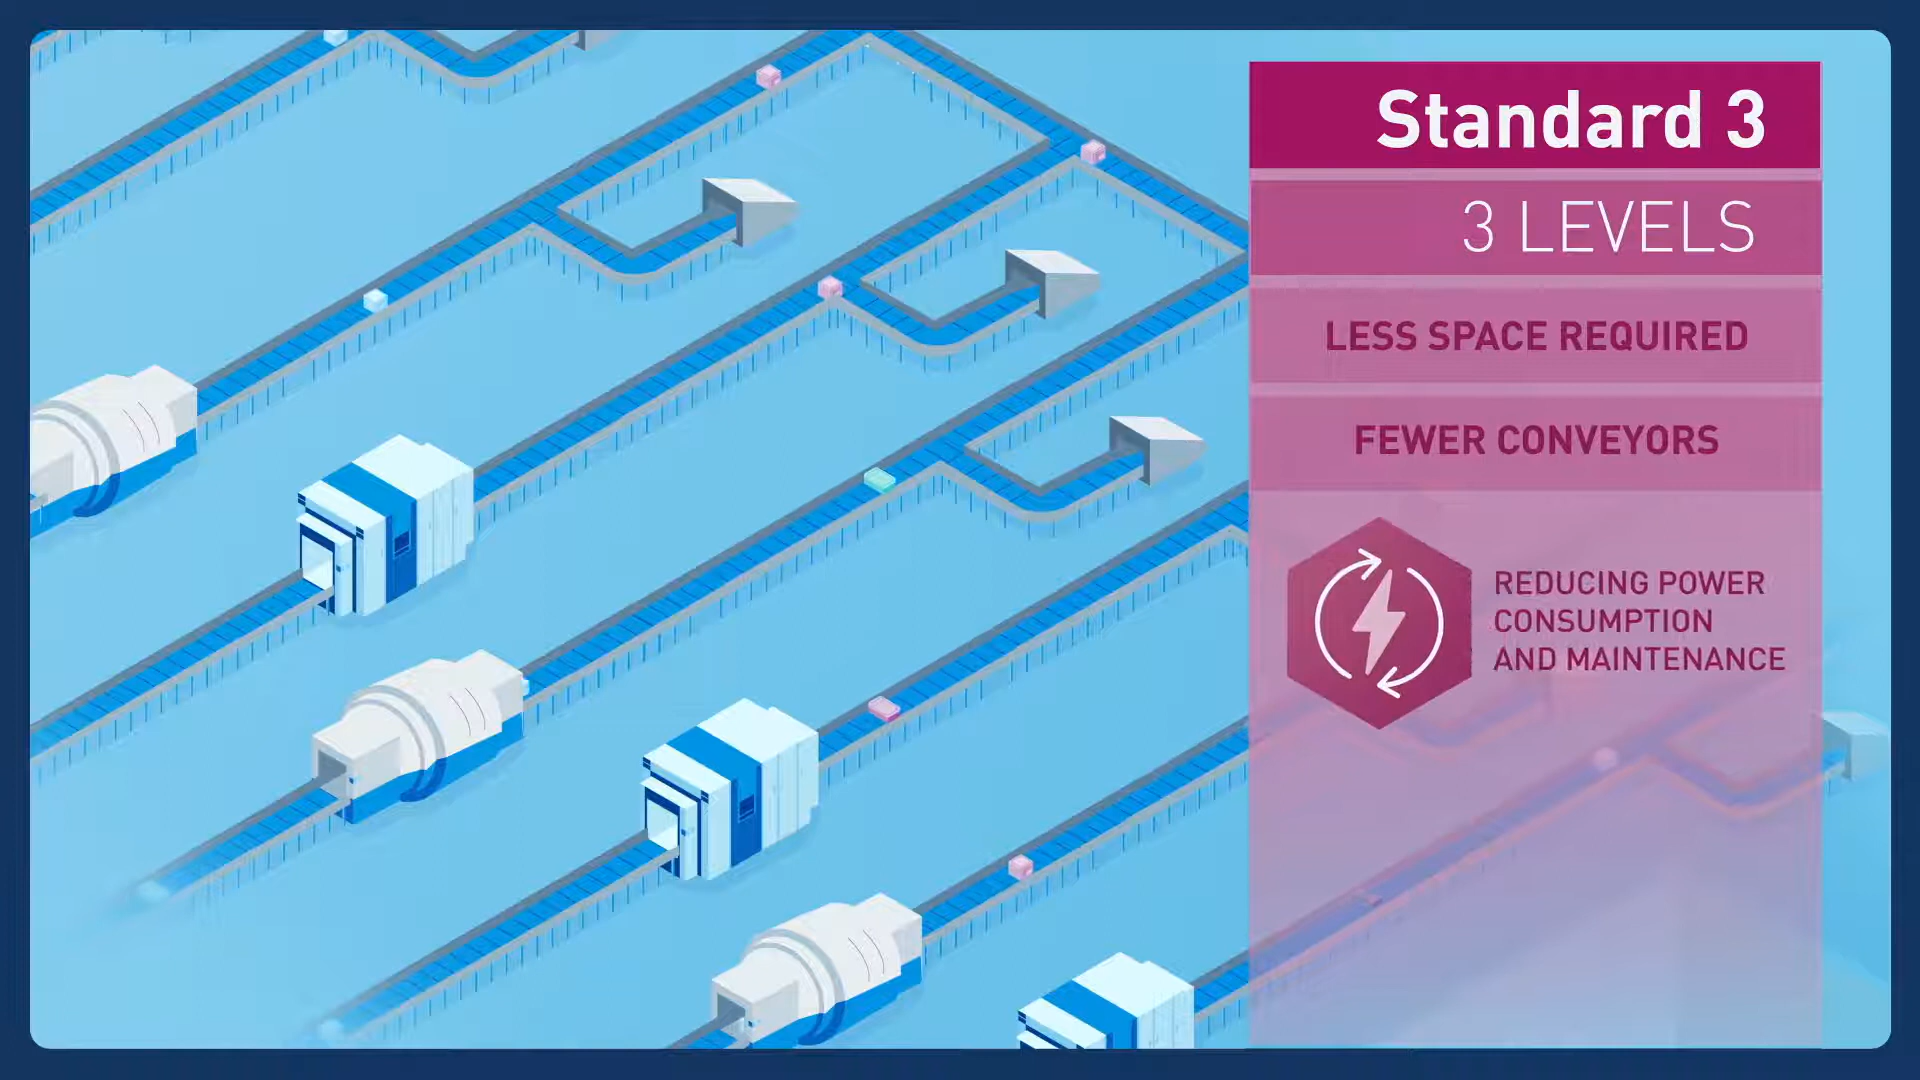 Standard 3
3 LEVELS
LESS SPACE REQUIRED
FEWER CONVEYORS
REDUCING POWER
CONSUMPTION
AND MAINTENANCE